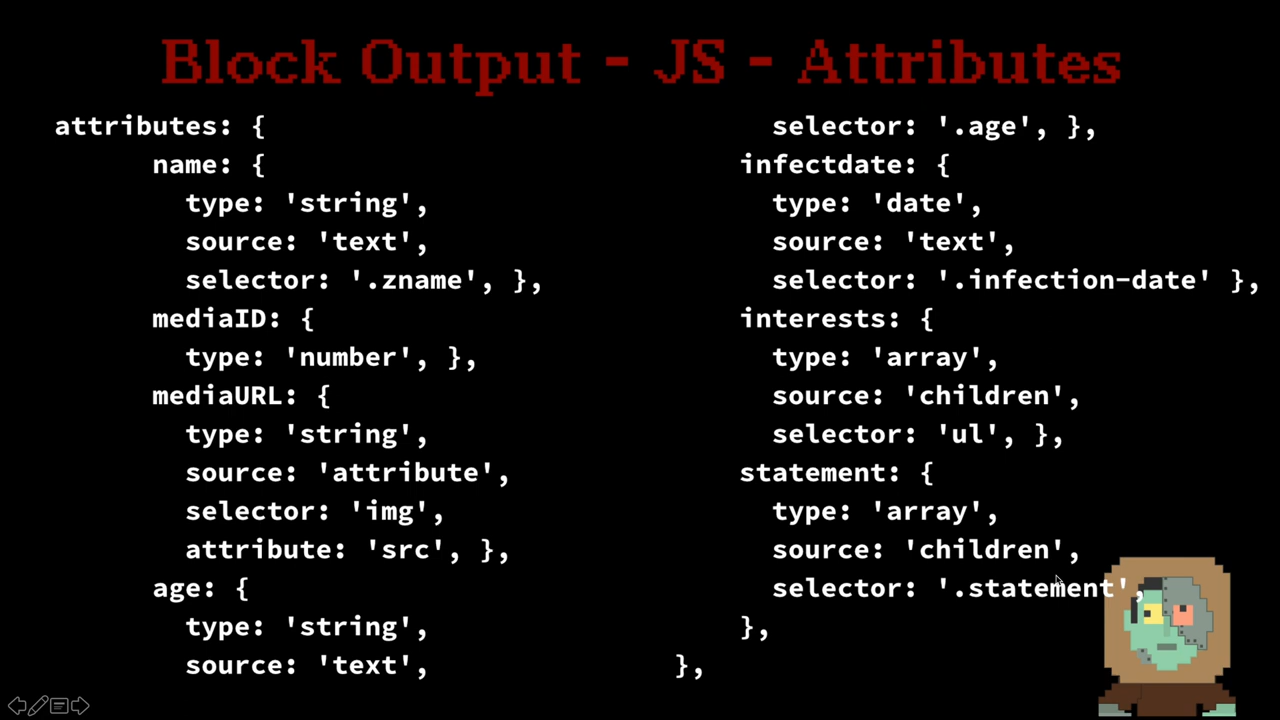 Block Output - JS - Attributes
attributes: {
name: {
type: 'string',
source: 'text',
selector: '.zname', },
mediaID: {
type: 'number', },
mediaURL: {
type: 'string',
source: 'attribute',
selector: 'img',
attribute: 'src', },
age: {
type: 'string',
source: 'text',
selector: '.age', },
infectdate: {
type: 'date',
source: 'text',
selector: '.infection-date' },
interests: {
type: 'array',
source: 'children',
selector: 'ul', },
statement: {
type: 'array',
source: 'children',
selector: '.statement',
},
},